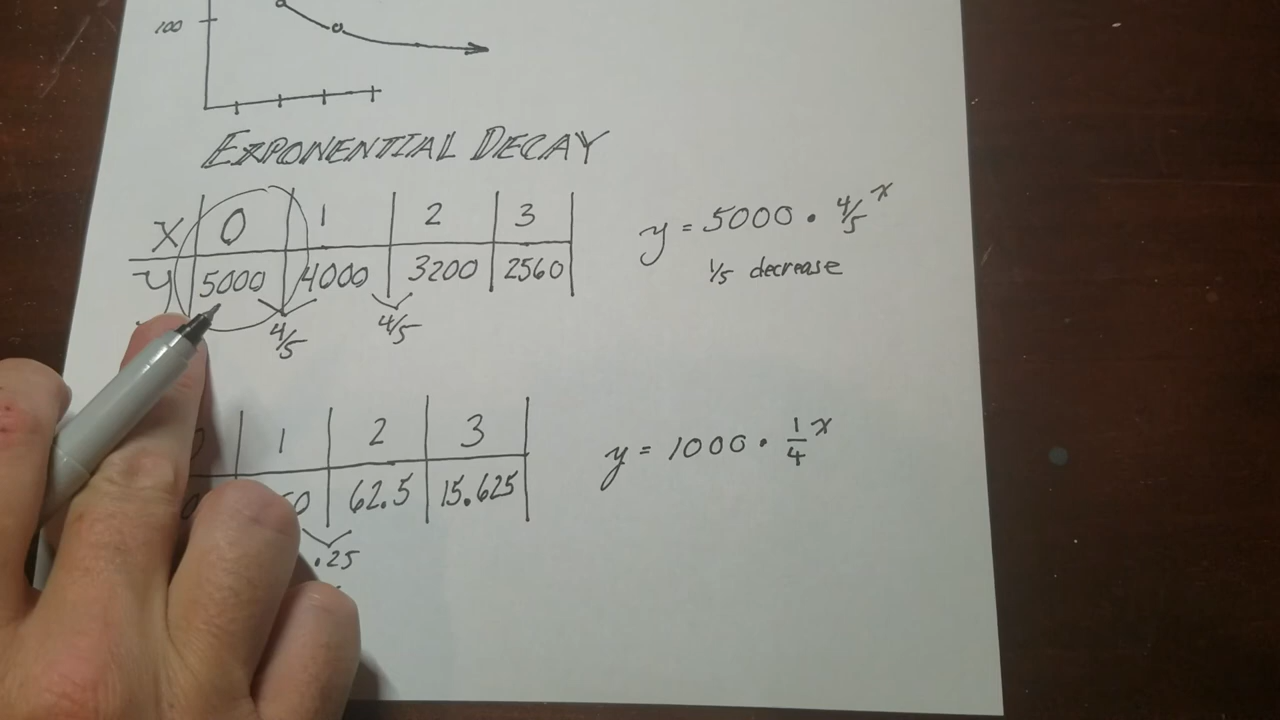 100
EXPONENTIAL DECAY
X 0 1 2 3
y = 5000 · 4/5^x
Y 5000 4000 3200 2560
1/5 decrease
4/5 4/5
1 2 3
y = 1000 · 1/4^x
62.5 15.625
.25